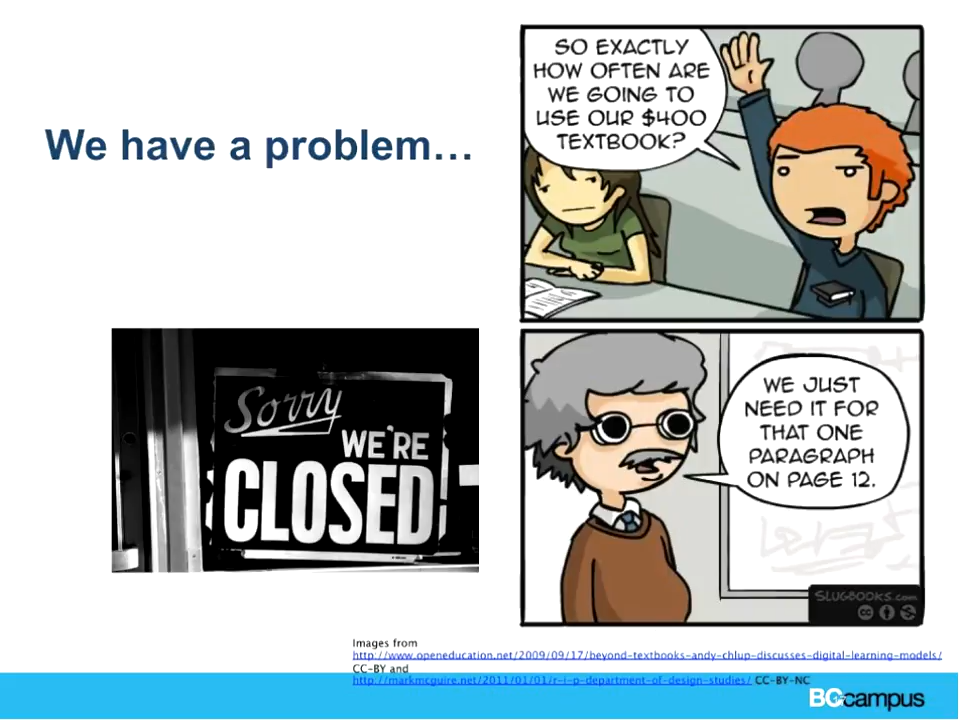 We have a problem…
SO EXACTLY
HOW OFTEN ARE
WE GOING TO
USE OUR $400
TEXTBOOK?
Sorry
WE'RE
CLOSED
WE JUST
NEED IT FOR
THAT ONE
PARAGRAPH
ON PAGE 12.
SLUGBOOKS.com
Images from
http://www.openeducation.net/2009/09/17/beyond-textbooks-andy-chlup-discusses-digital-learning-models/
CC-BY and
http://markmcguire.net/2011/01/01/r-i-p-department-of-design-studies/ CC-BY-NC
BCcampus